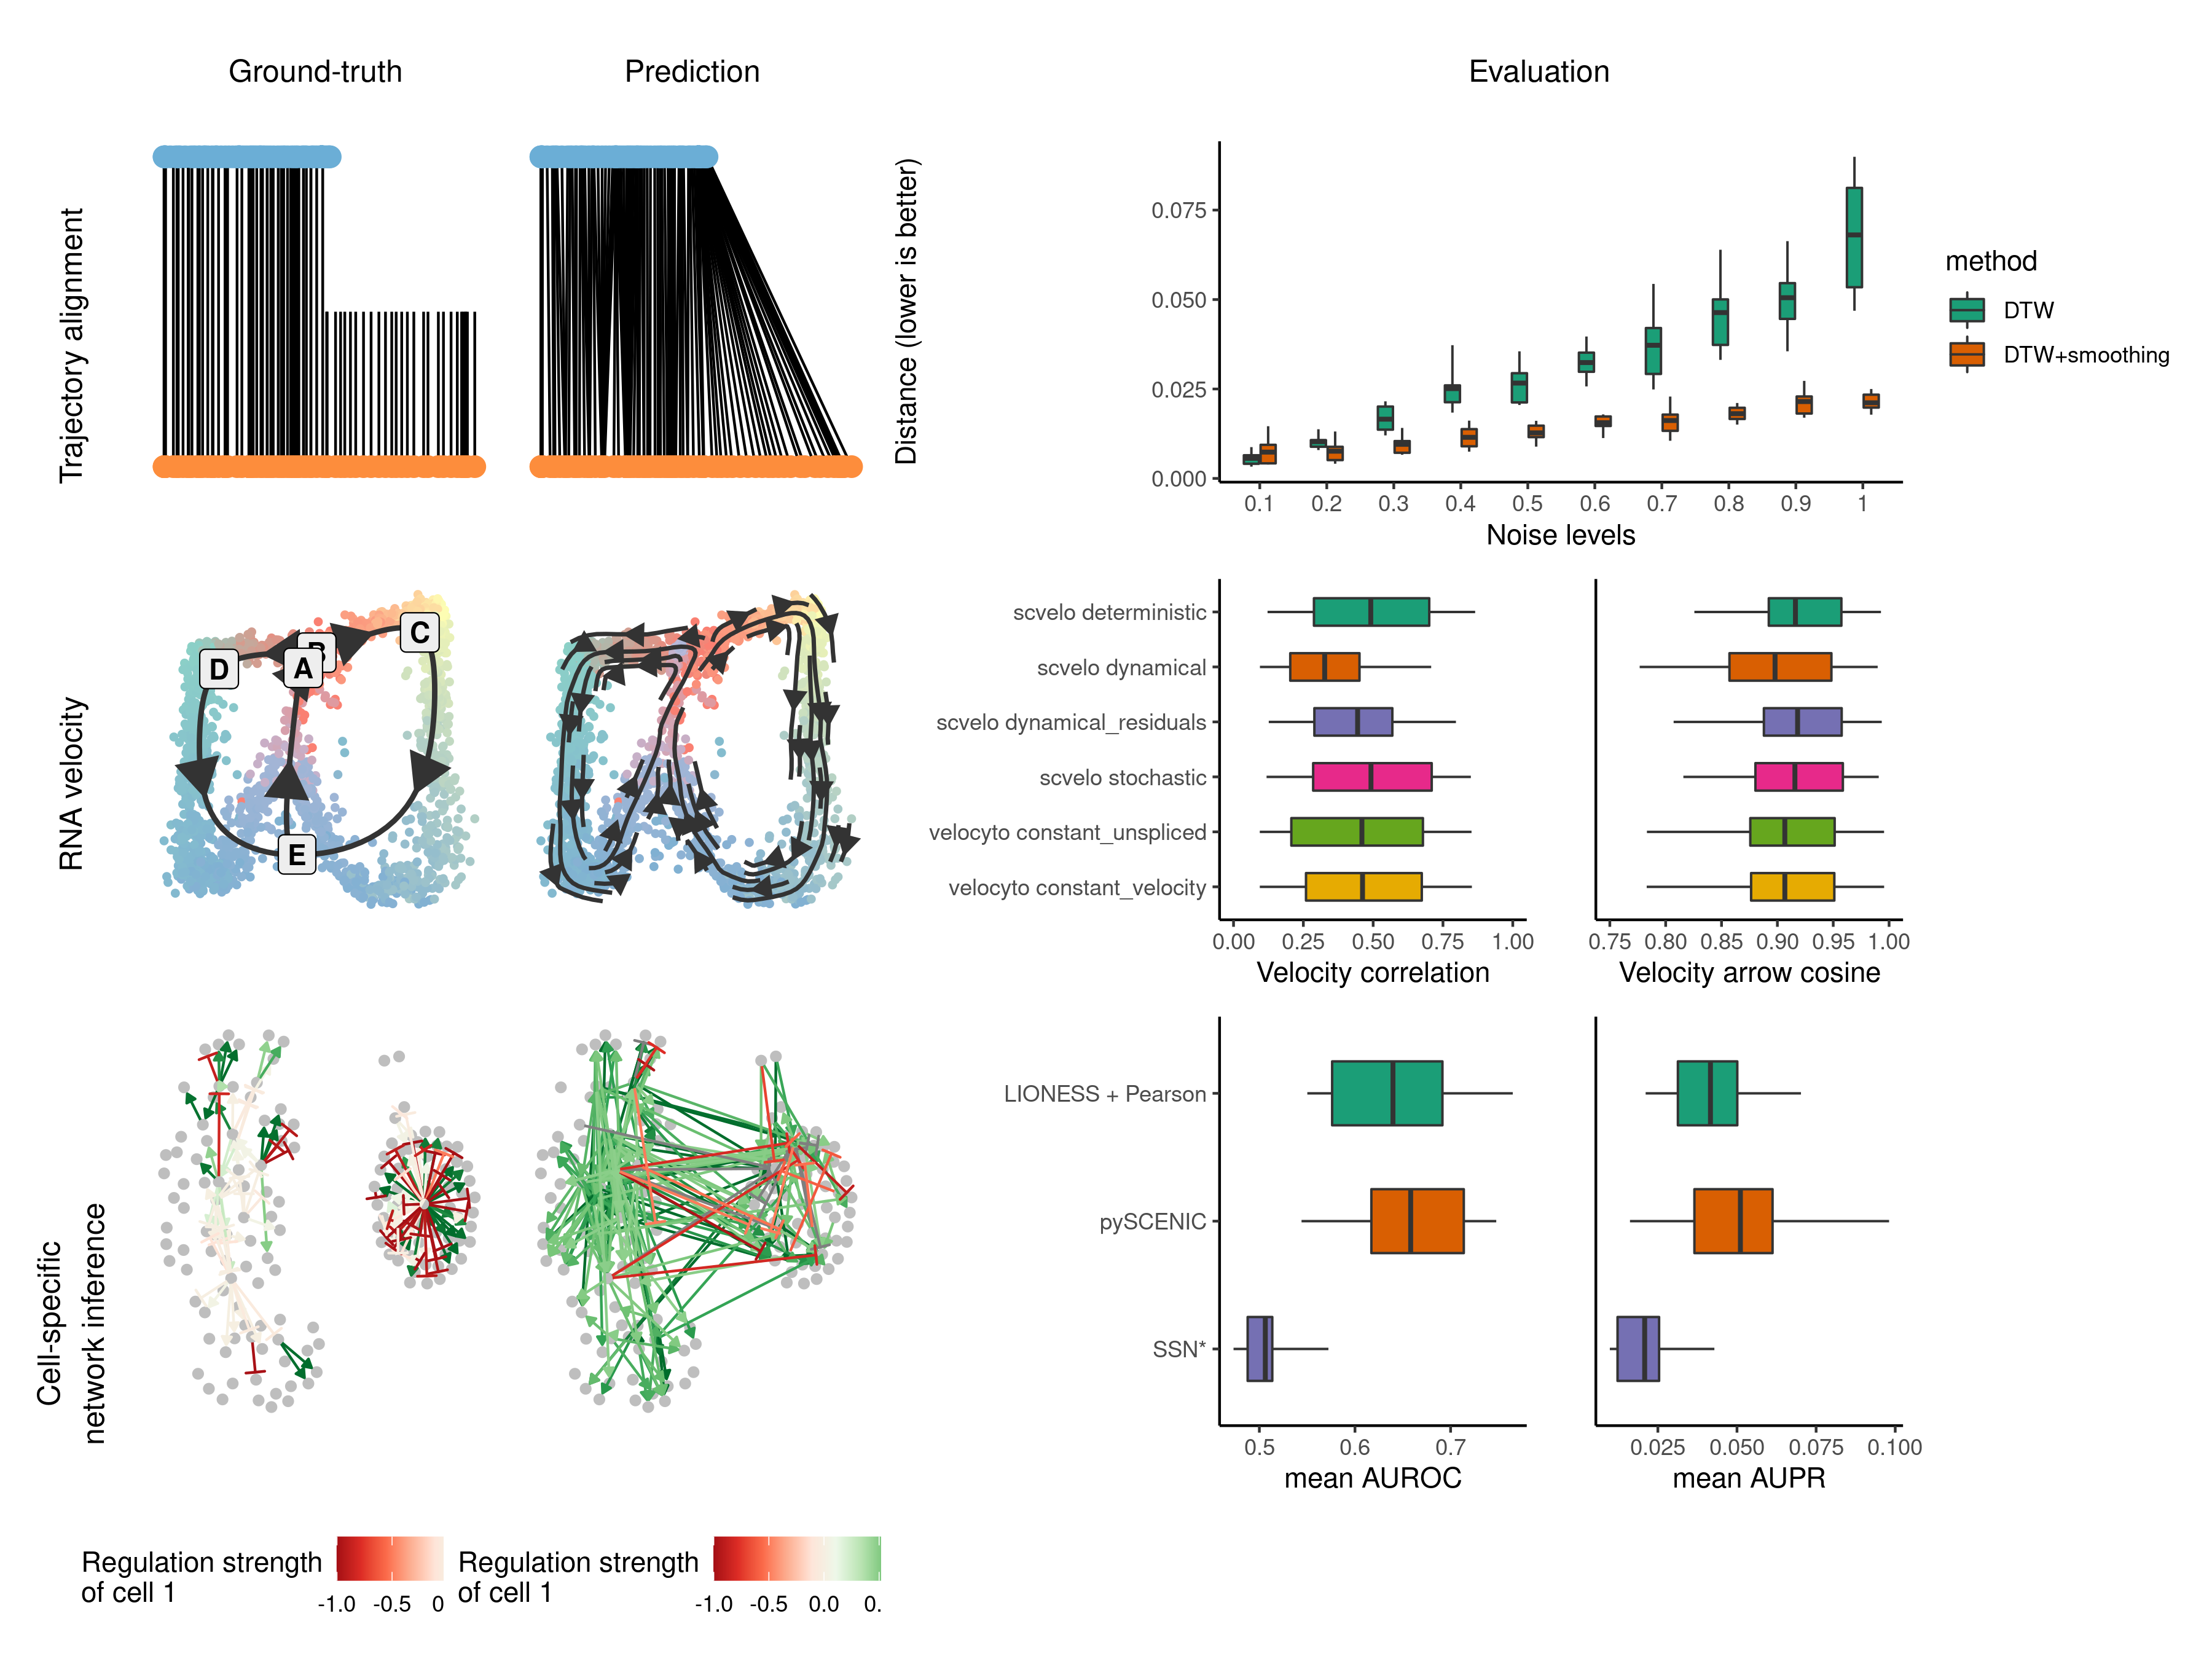 Ground-truth
Prediction
Evaluation
Trajectory alignment
Distance (lower is better)
0.075
0.050
0.025
0.000
0.1 0.2 0.3 0.4 0.5 0.6 0.7 0.8 0.9 1
Noise levels
method
DTW
DTW+smoothing
RNA velocity
D
B
A
C
E
scvelo deterministic
scvelo dynamical
scvelo dynamical_residuals
scvelo stochastic
velocyto constant_unspliced
velocyto constant_velocity
0.00 0.25 0.50 0.75 1.00
Velocity correlation
0.75 0.80 0.85 0.90 0.95 1.00
Velocity arrow cosine
Cell-specific
network inference
LIONESS + Pearson
pySCENIC
SSN*
0.5 0.6 0.7
mean AUROC
0.025 0.050 0.075 0.100
mean AUPR
Regulation strength
of cell 1
-1.0 -0.5 0
Regulation strength
of cell 1
-1.0 -0.5 0.0 0.